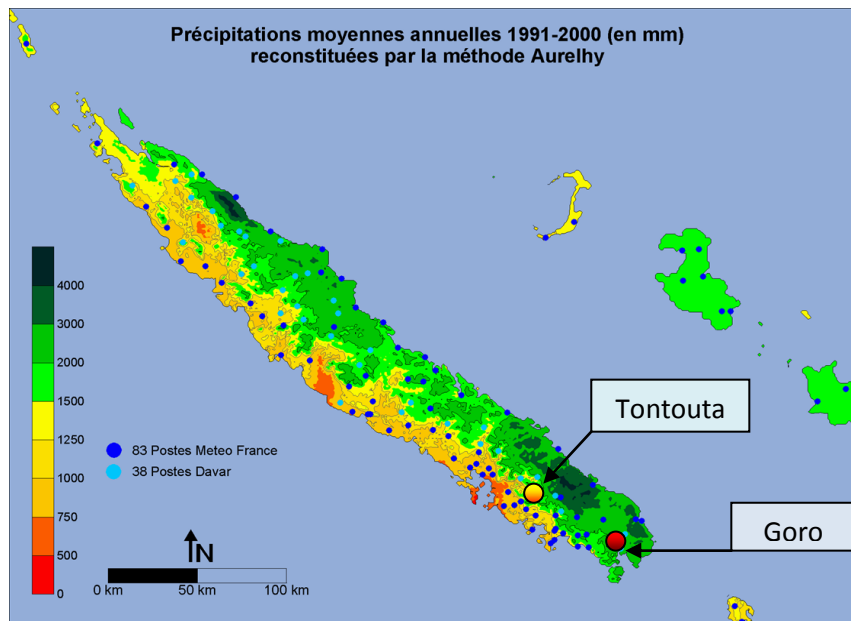 Précipitations moyennes annuelles 1991-2000 (en mm)
reconstituées par la méthode Aurelhy
4000
3000
2000
1500
1250
1000
750
500
0
83 Postes Meteo France
38 Postes Davar
Tontouta
Goro
N
0 km 50 km 100 km